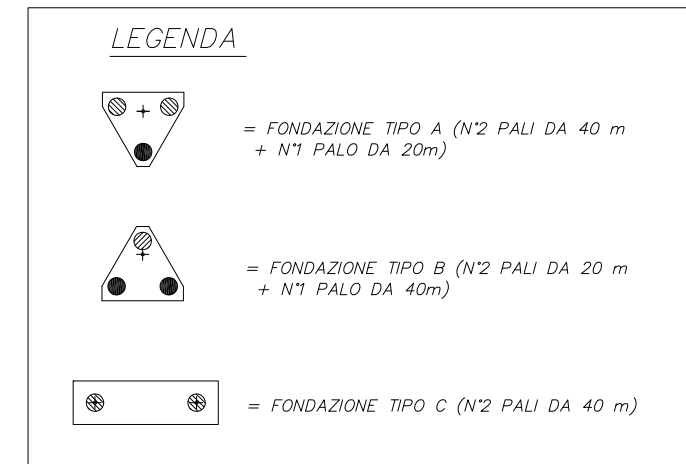 LEGENDA
= FONDAZIONE TIPO A (N°2 PALI DA 40 m
+ N°1 PALO DA 20m)
= FONDAZIONE TIPO B (N°2 PALI DA 20 m
+ N°1 PALO DA 40m)
= FONDAZIONE TIPO C (N°2 PALI DA 40 m)